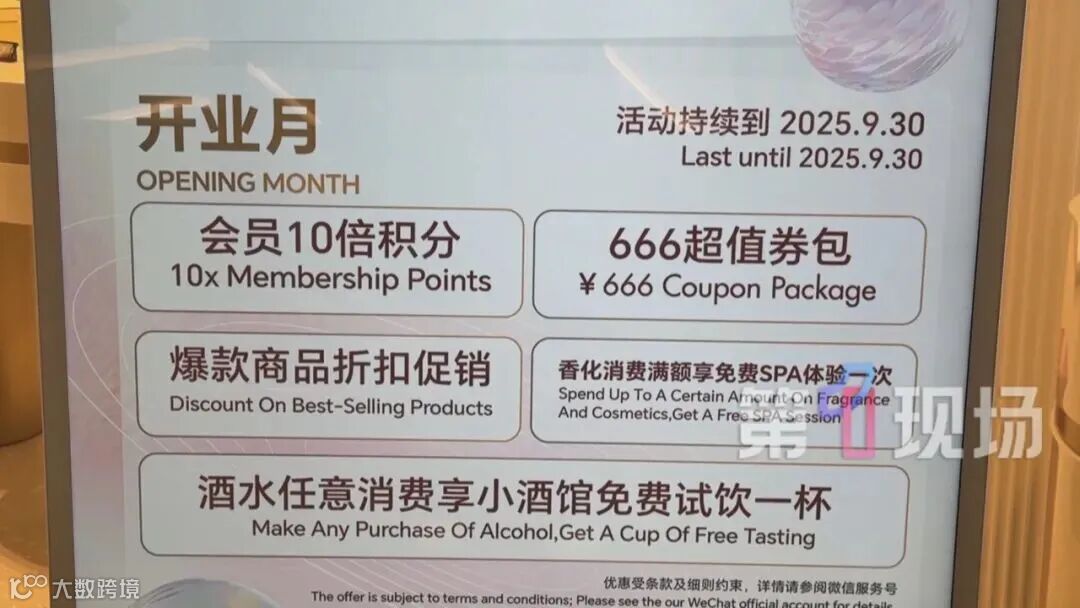 开业月
OPENING MONTH
活动持续到 2025.9.30
Last until 2025.9.30
会员10倍积分
10x Membership Points
666超值券包
￥666 Coupon Package
爆款商品折扣促销
Discount On Best-Selling Products
香化消费满额享免费SPA体验一次
Spend Up To A Certain Amount On Fragrance
And Cosmetics,Get A Free SPA Session
第1现场
酒水任意消费享小酒馆免费试饮一杯
Make Any Purchase Of Alcohol,Get A Cup Of Free Tasting
优惠受条款及细则约束，详情请参阅微信服务号
The offer is subject to terms and conditions; Please see the our WeChat official account for details
大数跨境